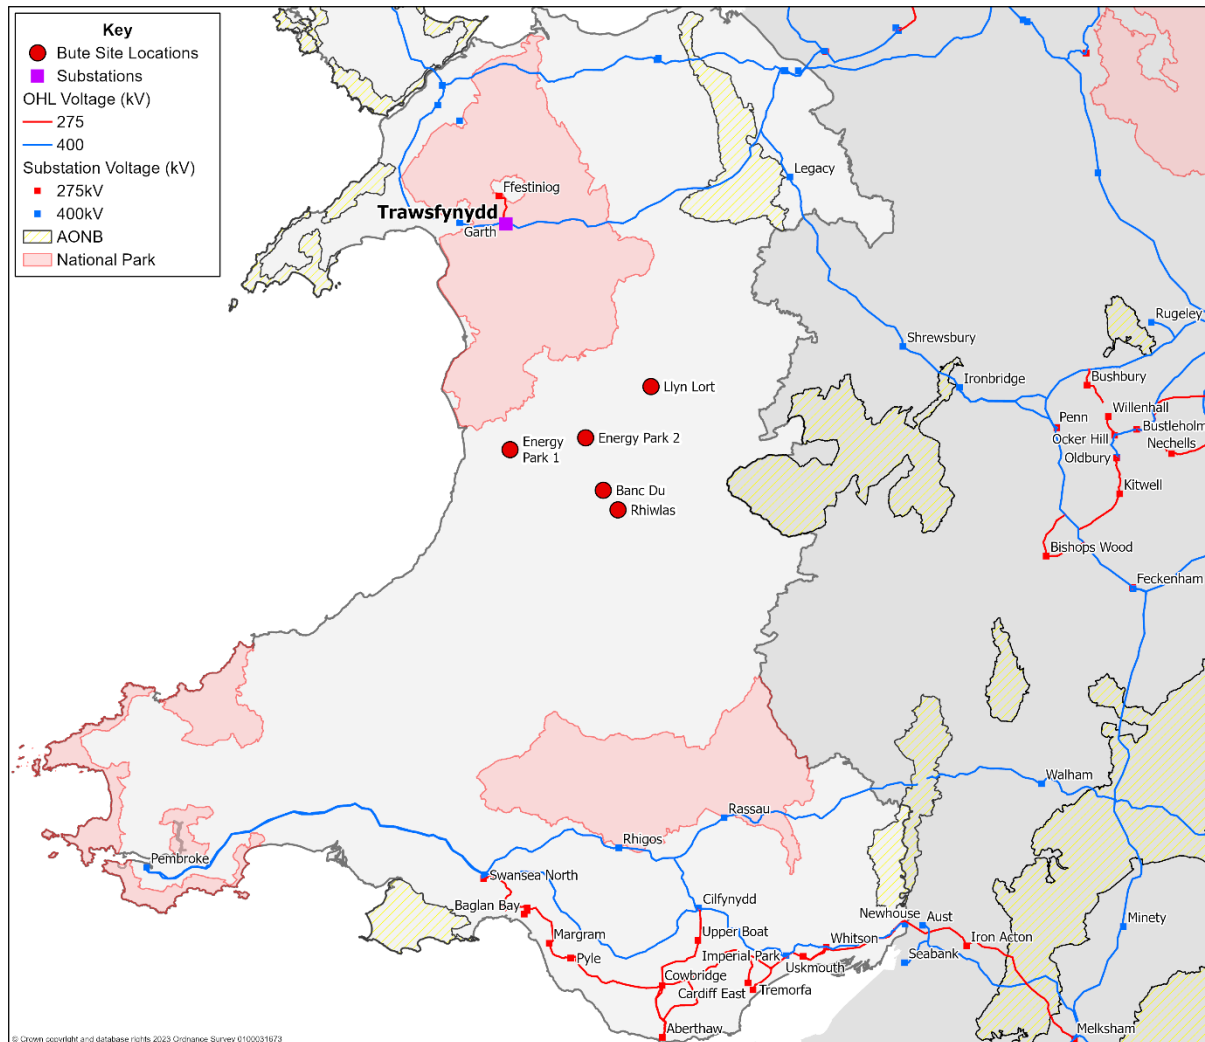 Key
Bute Site Locations
Substations
OHL Voltage (kV)
275
400
Substation Voltage (kV)
275kV
400kV
AONB
National Park
Ffestiniog
Trawsfynydd
Garth
Legacy
Rugeley
Shrewsbury
Ironbridge
Bushbury
Llyn Lort
Willenhall
Penn
Bustleholm
Ocker Hill
Nechells
Energy
Park 1
Energy Park 2
Oldbury
Kitwell
Banc Du
Rhiwlas
Bishops Wood
Feckenham
Walham
Rassau
Rhigos
Pembroke
Swansea North
Baglan Bay
Cilfynydd
Newhouse
Aust
Minety
Margram
Upper Boat
Whitson
Iron Acton
Pyle
Imperial Park
Uskmouth
Seabank
Cowbridge
Cardiff East
Tremorfa
Aberthaw
Melksham
© Crown copyright and database rights 2023 Ordnance Survey 0100031673